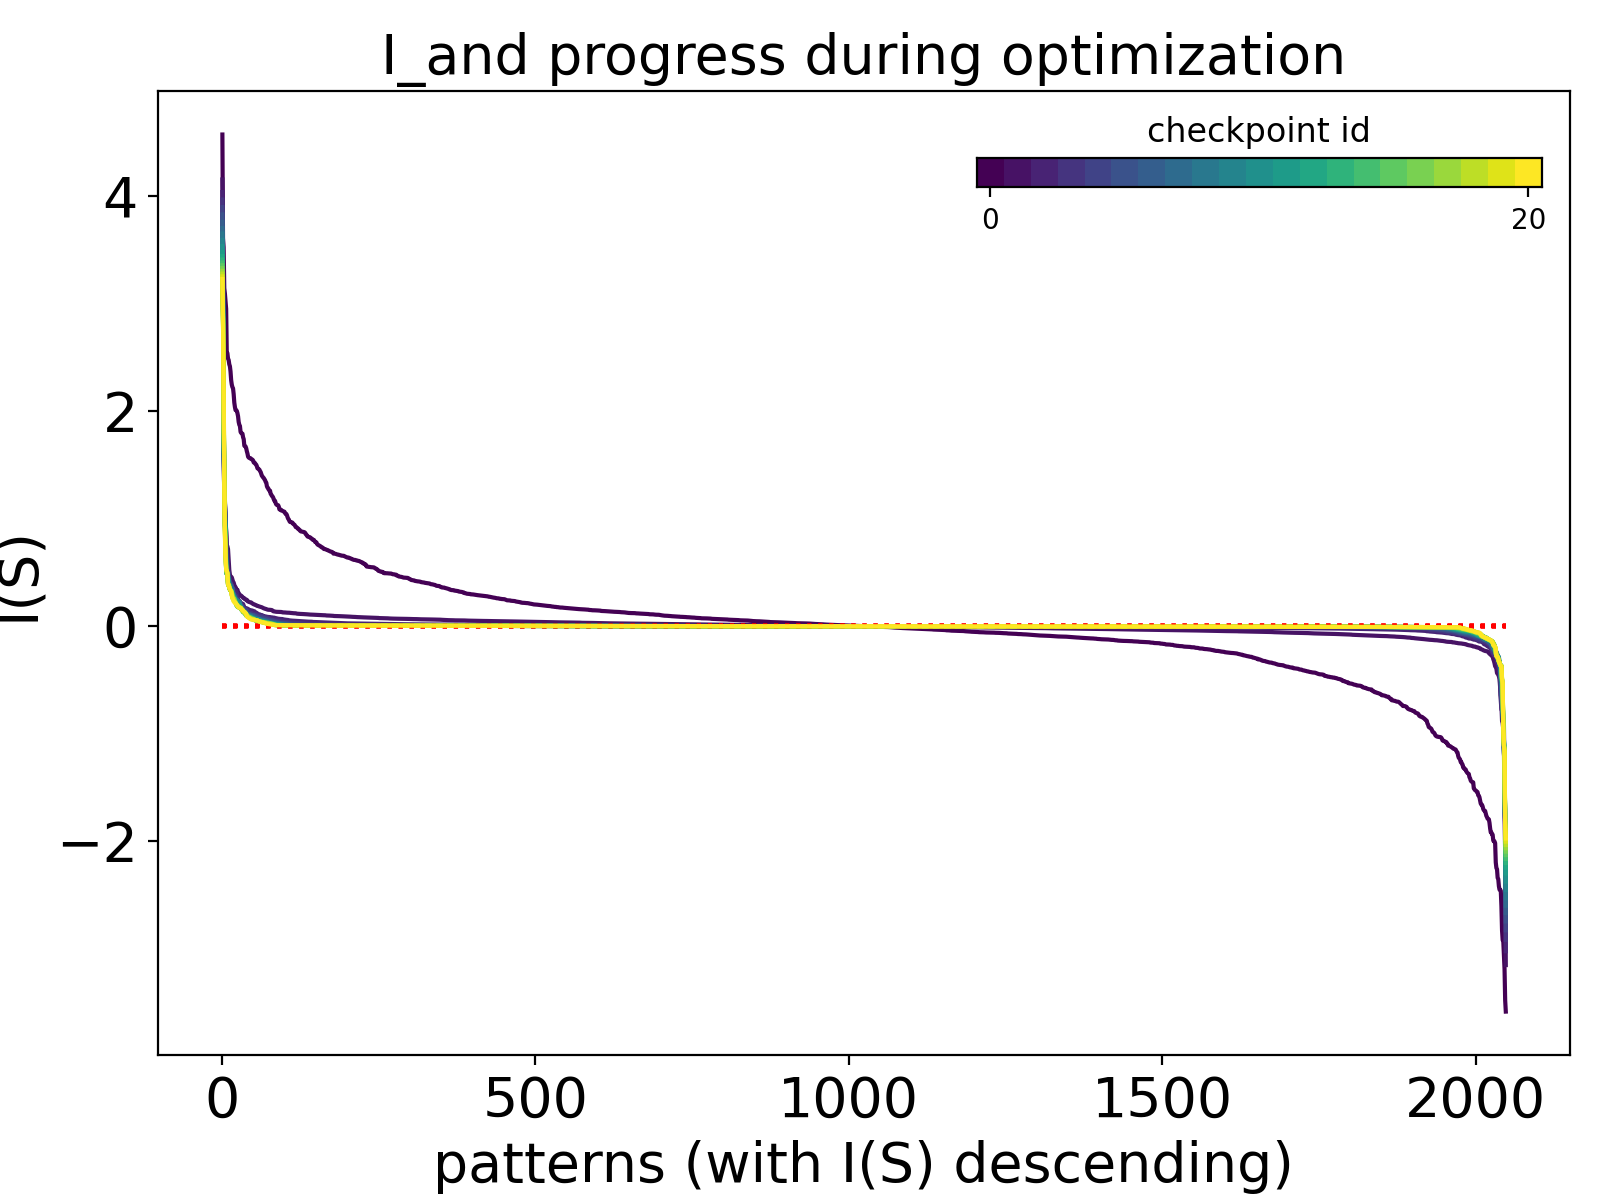 I_and progress during optimization
checkpoint id
0 20
4
2
0
−2
I(S)
0 500 1000 1500 2000
patterns (with I(S) descending)